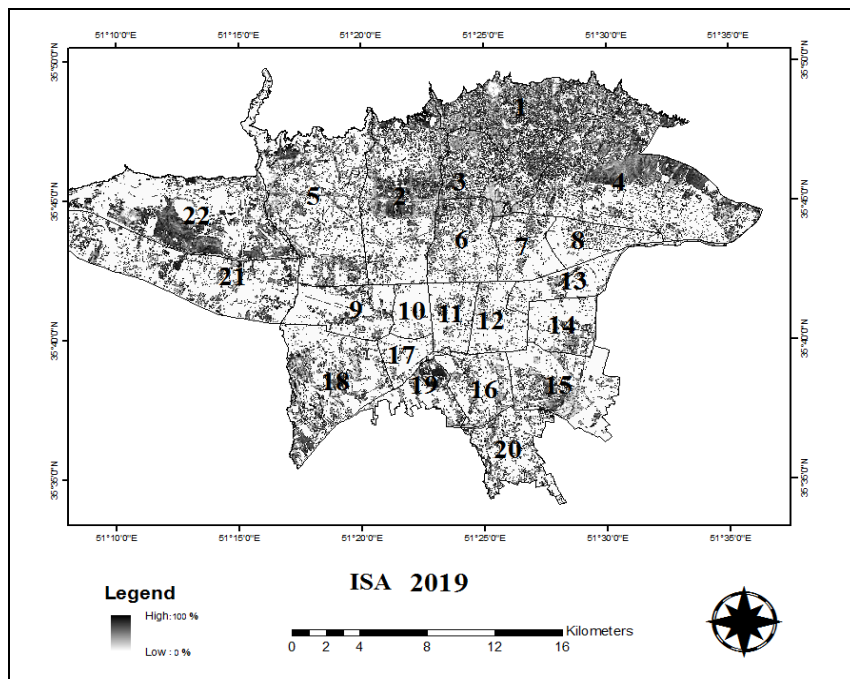 51°10'0"E 51°15'0"E 51°20'0"E 51°25'0"E 51°30'0"E 51°35'0"E
35°50'0"N 35°50'0"N
1
35°45'0"N 5 2 3 4 35°45'0"N
22 6 7 8
21 13
9 10 11 12 14
35°40'0"N 35°40'0"N
17
18 19 16 15
20
35°35'0"N 35°35'0"N
51°10'0"E 51°15'0"E 51°20'0"E 51°25'0"E 51°30'0"E 51°35'0"E
ISA 2019
Legend
High:100 %
Low : 0 %
Kilometers
0 2 4 8 12 16